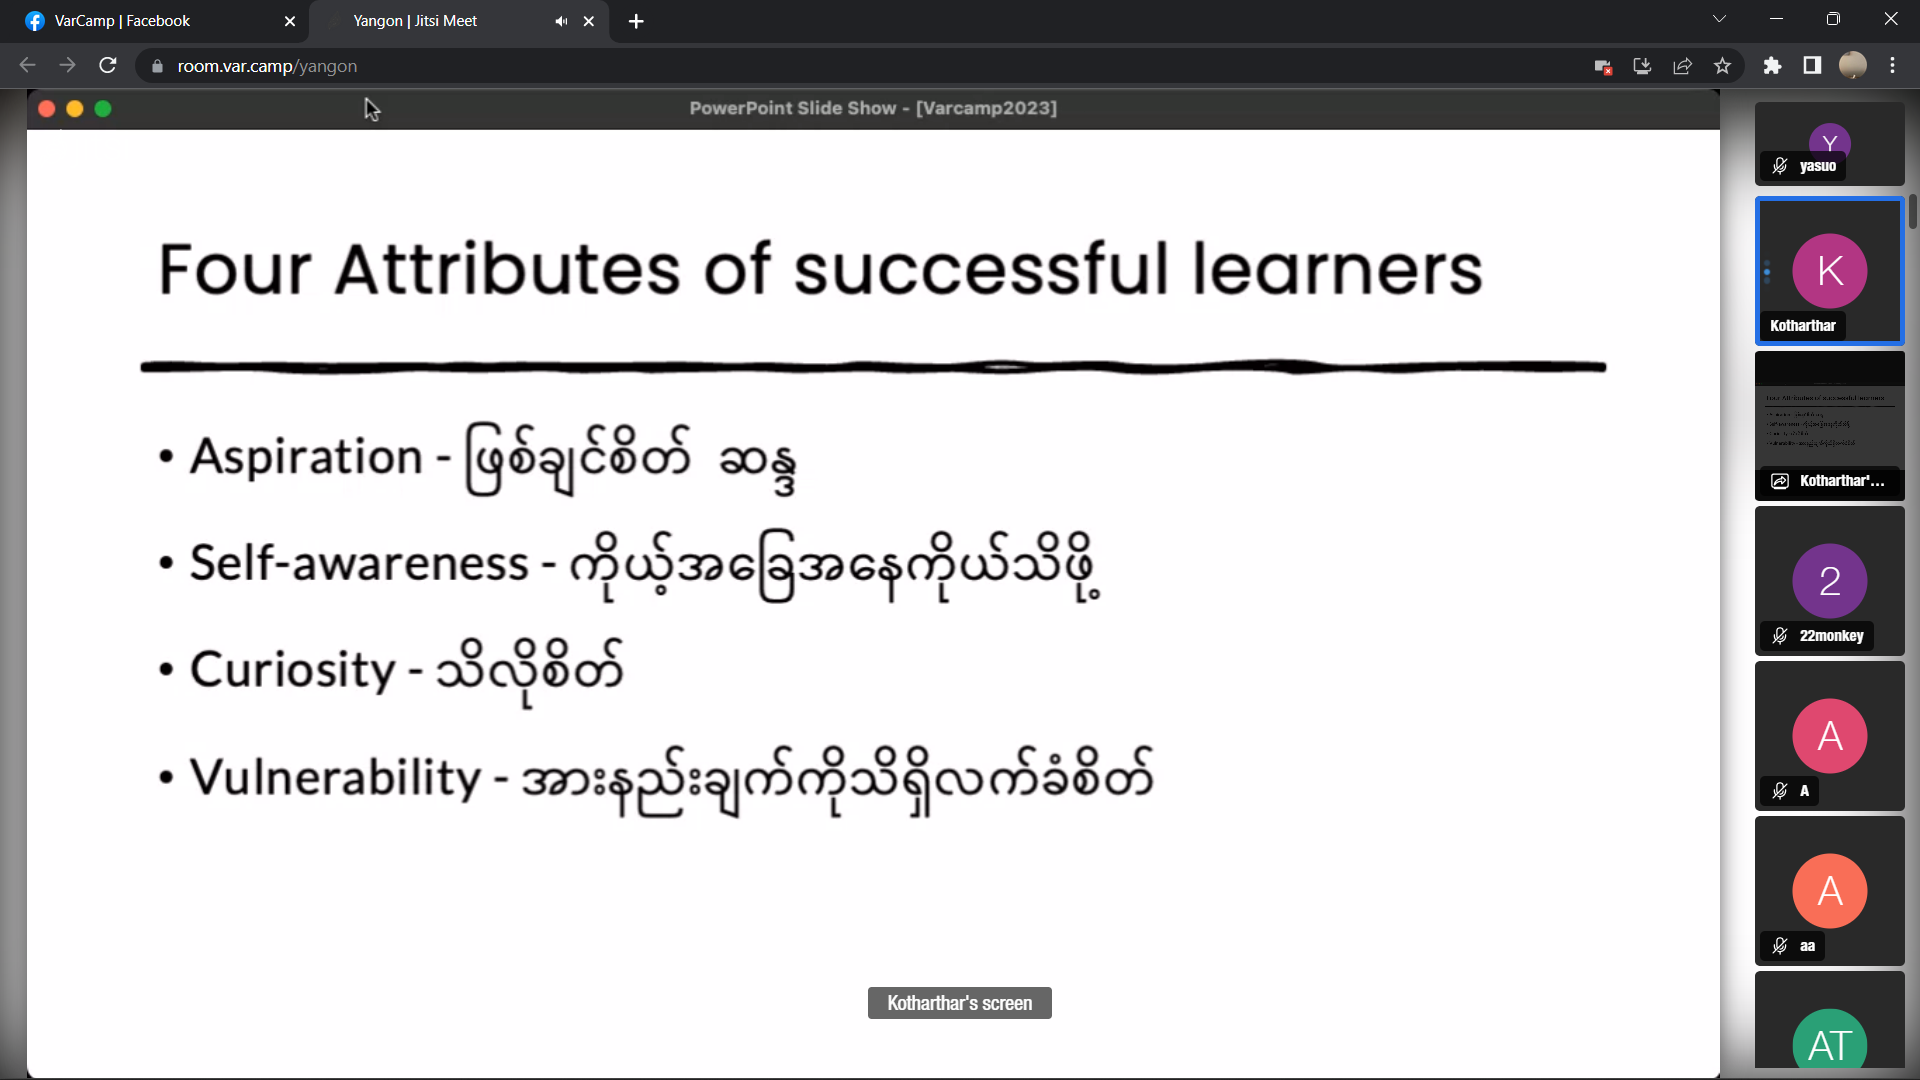 VarCamp | Facebook
Yangon | Jitsi Meet
room.var.camp/yangon
PowerPoint Slide Show - [Varcamp2023]
Four Attributes of successful learners
• Aspiration - ဖြစ်ချင်စိတ် ဆန္ဒ
• Self-awareness - ကိုယ့်အခြေအနေကိုယ်သိဖို့
• Curiosity - သိလိုစိတ်
• Vulnerability - အားနည်းချက်ကိုသိရှိလက်ခံစိတ်
Kotharthar's screen
Y
yasuo
K
Kotharthar
Kotharthar'...
2
22monkey
A
A
A
aa
AT